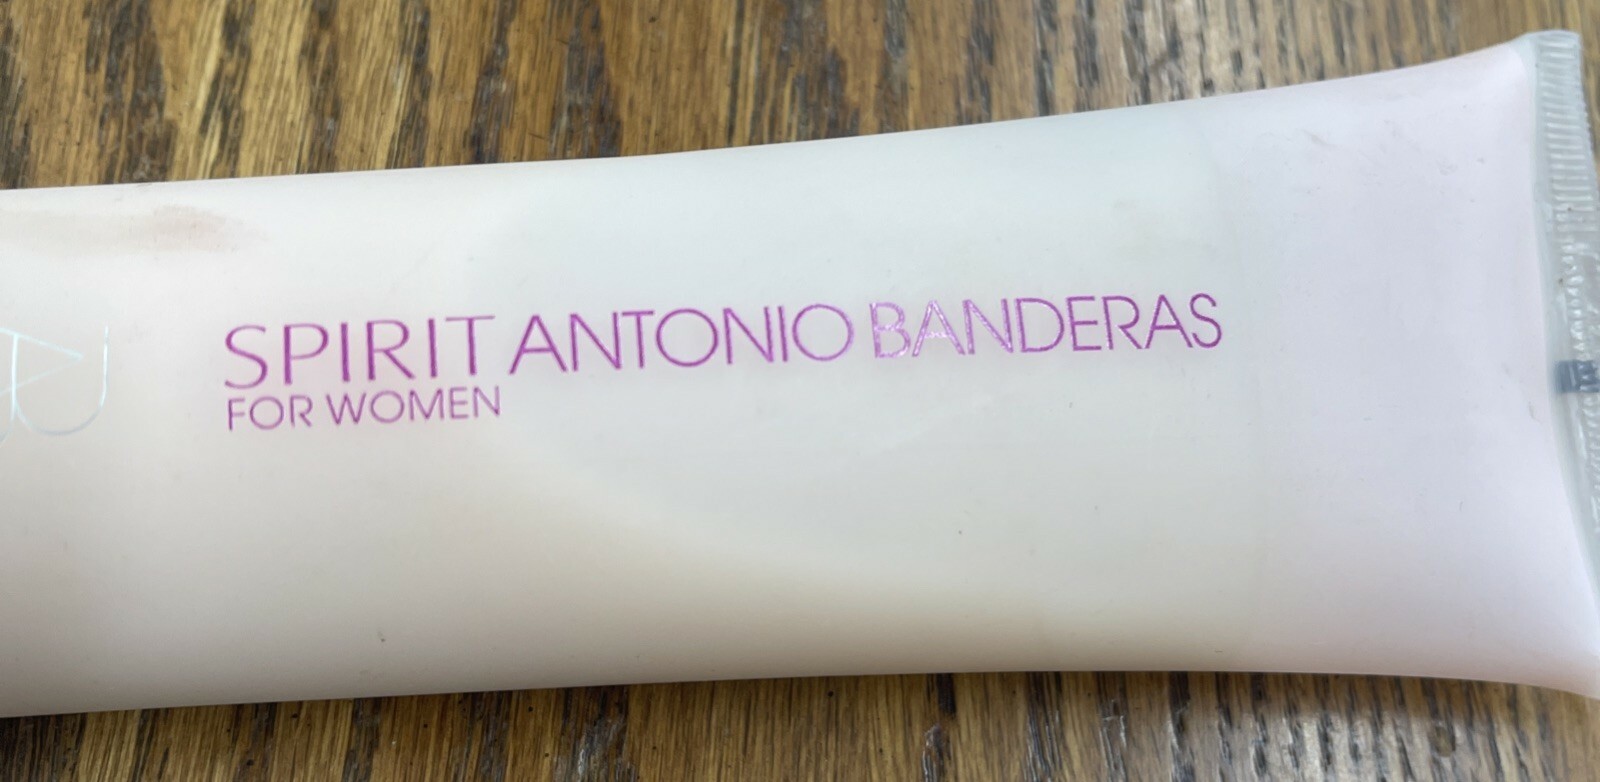 SPIRIT ANTONIO BANDERAS
FOR WOMEN